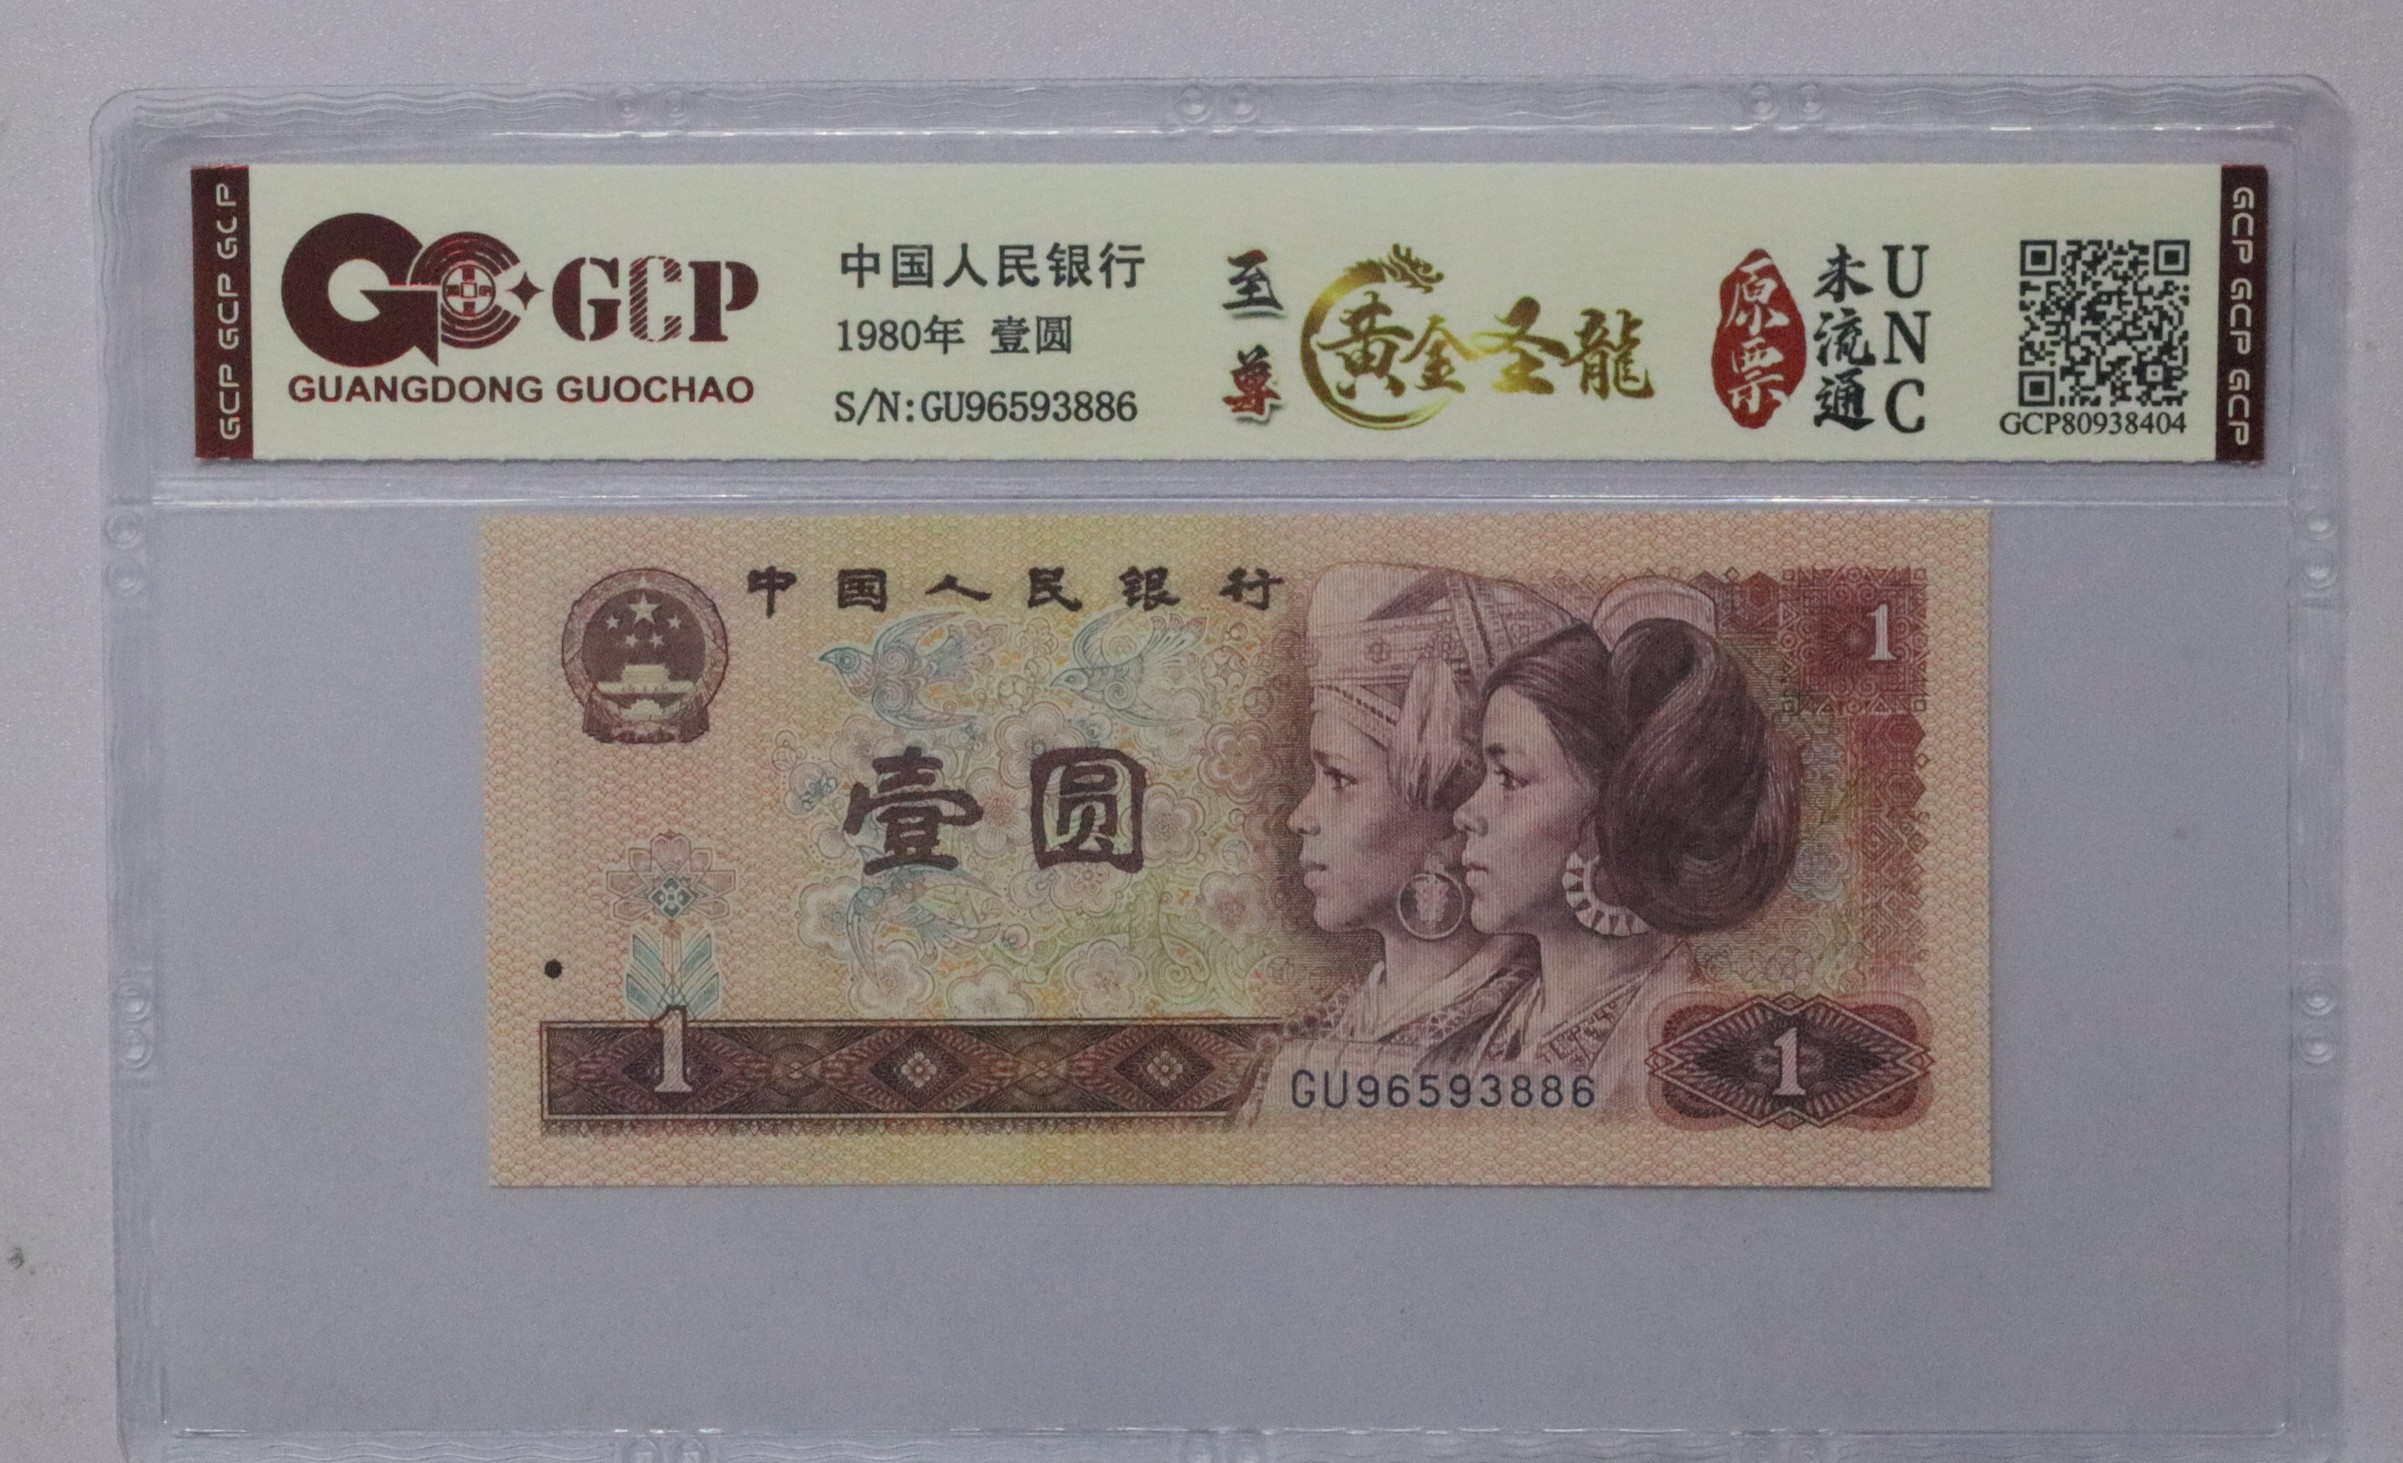 GCP GCP GCP
GCP
GUANGDONG GUOCHAO
中国人民银行
1980年 壹圆
S/N:GU96593886
至尊
黄金圣龍
原票
未流通
UNC
GCP80938404
GCP GCP GCP
中国人民银行
1
壹圆
1
GU96593886
1